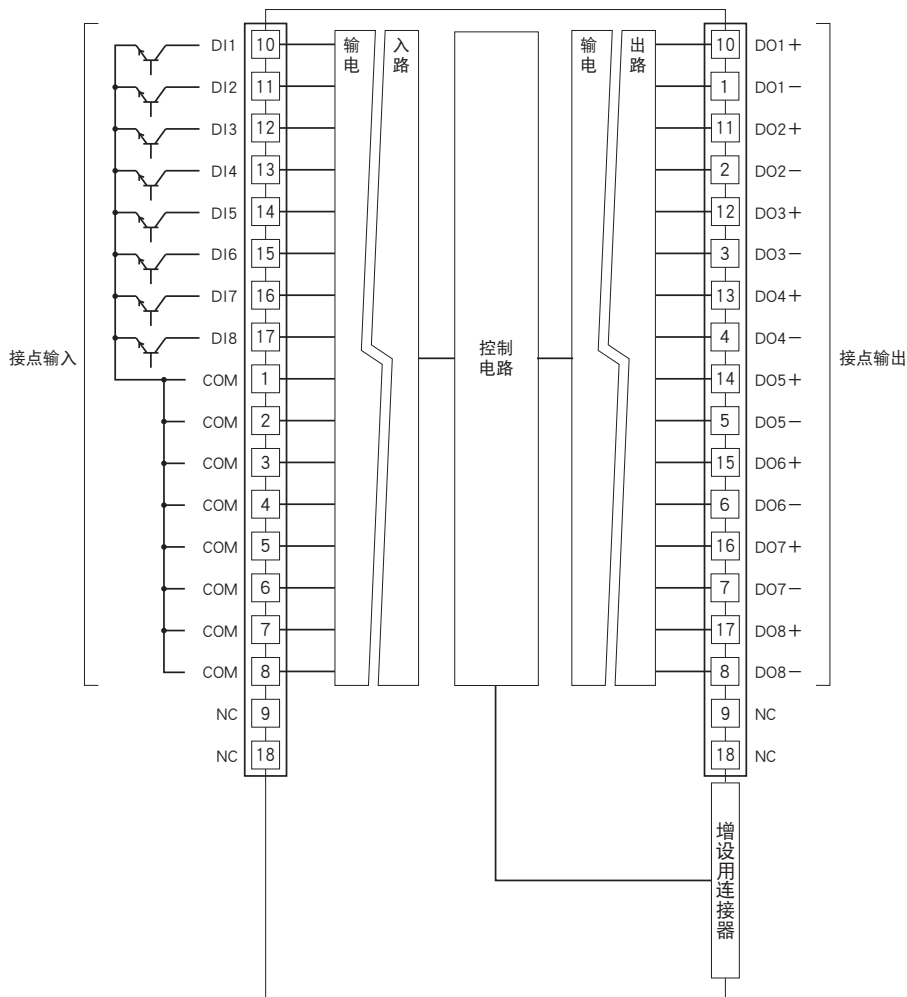 接点输入
DI1 10
DI2 11
DI3 12
DI4 13
DI5 14
DI6 15
DI7 16
DI8 17
COM 1
COM 2
COM 3
COM 4
COM 5
COM 6
COM 7
COM 8
NC 9
NC 18
输入
电路
控制
电路
输出
电路
10 DO1+
1 DO1−
11 DO2+
2 DO2−
12 DO3+
3 DO3−
13 DO4+
4 DO4−
14 DO5+
5 DO5−
15 DO6+
6 DO6−
16 DO7+
7 DO7−
17 DO8+
8 DO8−
9 NC
18 NC
接点输出
增设用连接器